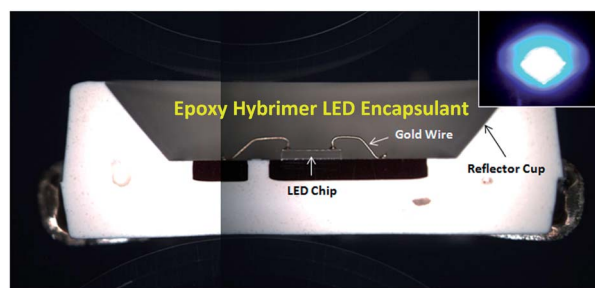 Epoxy Hybrimer LED Encapsulant
Gold Wire
Reflector Cup
LED Chip